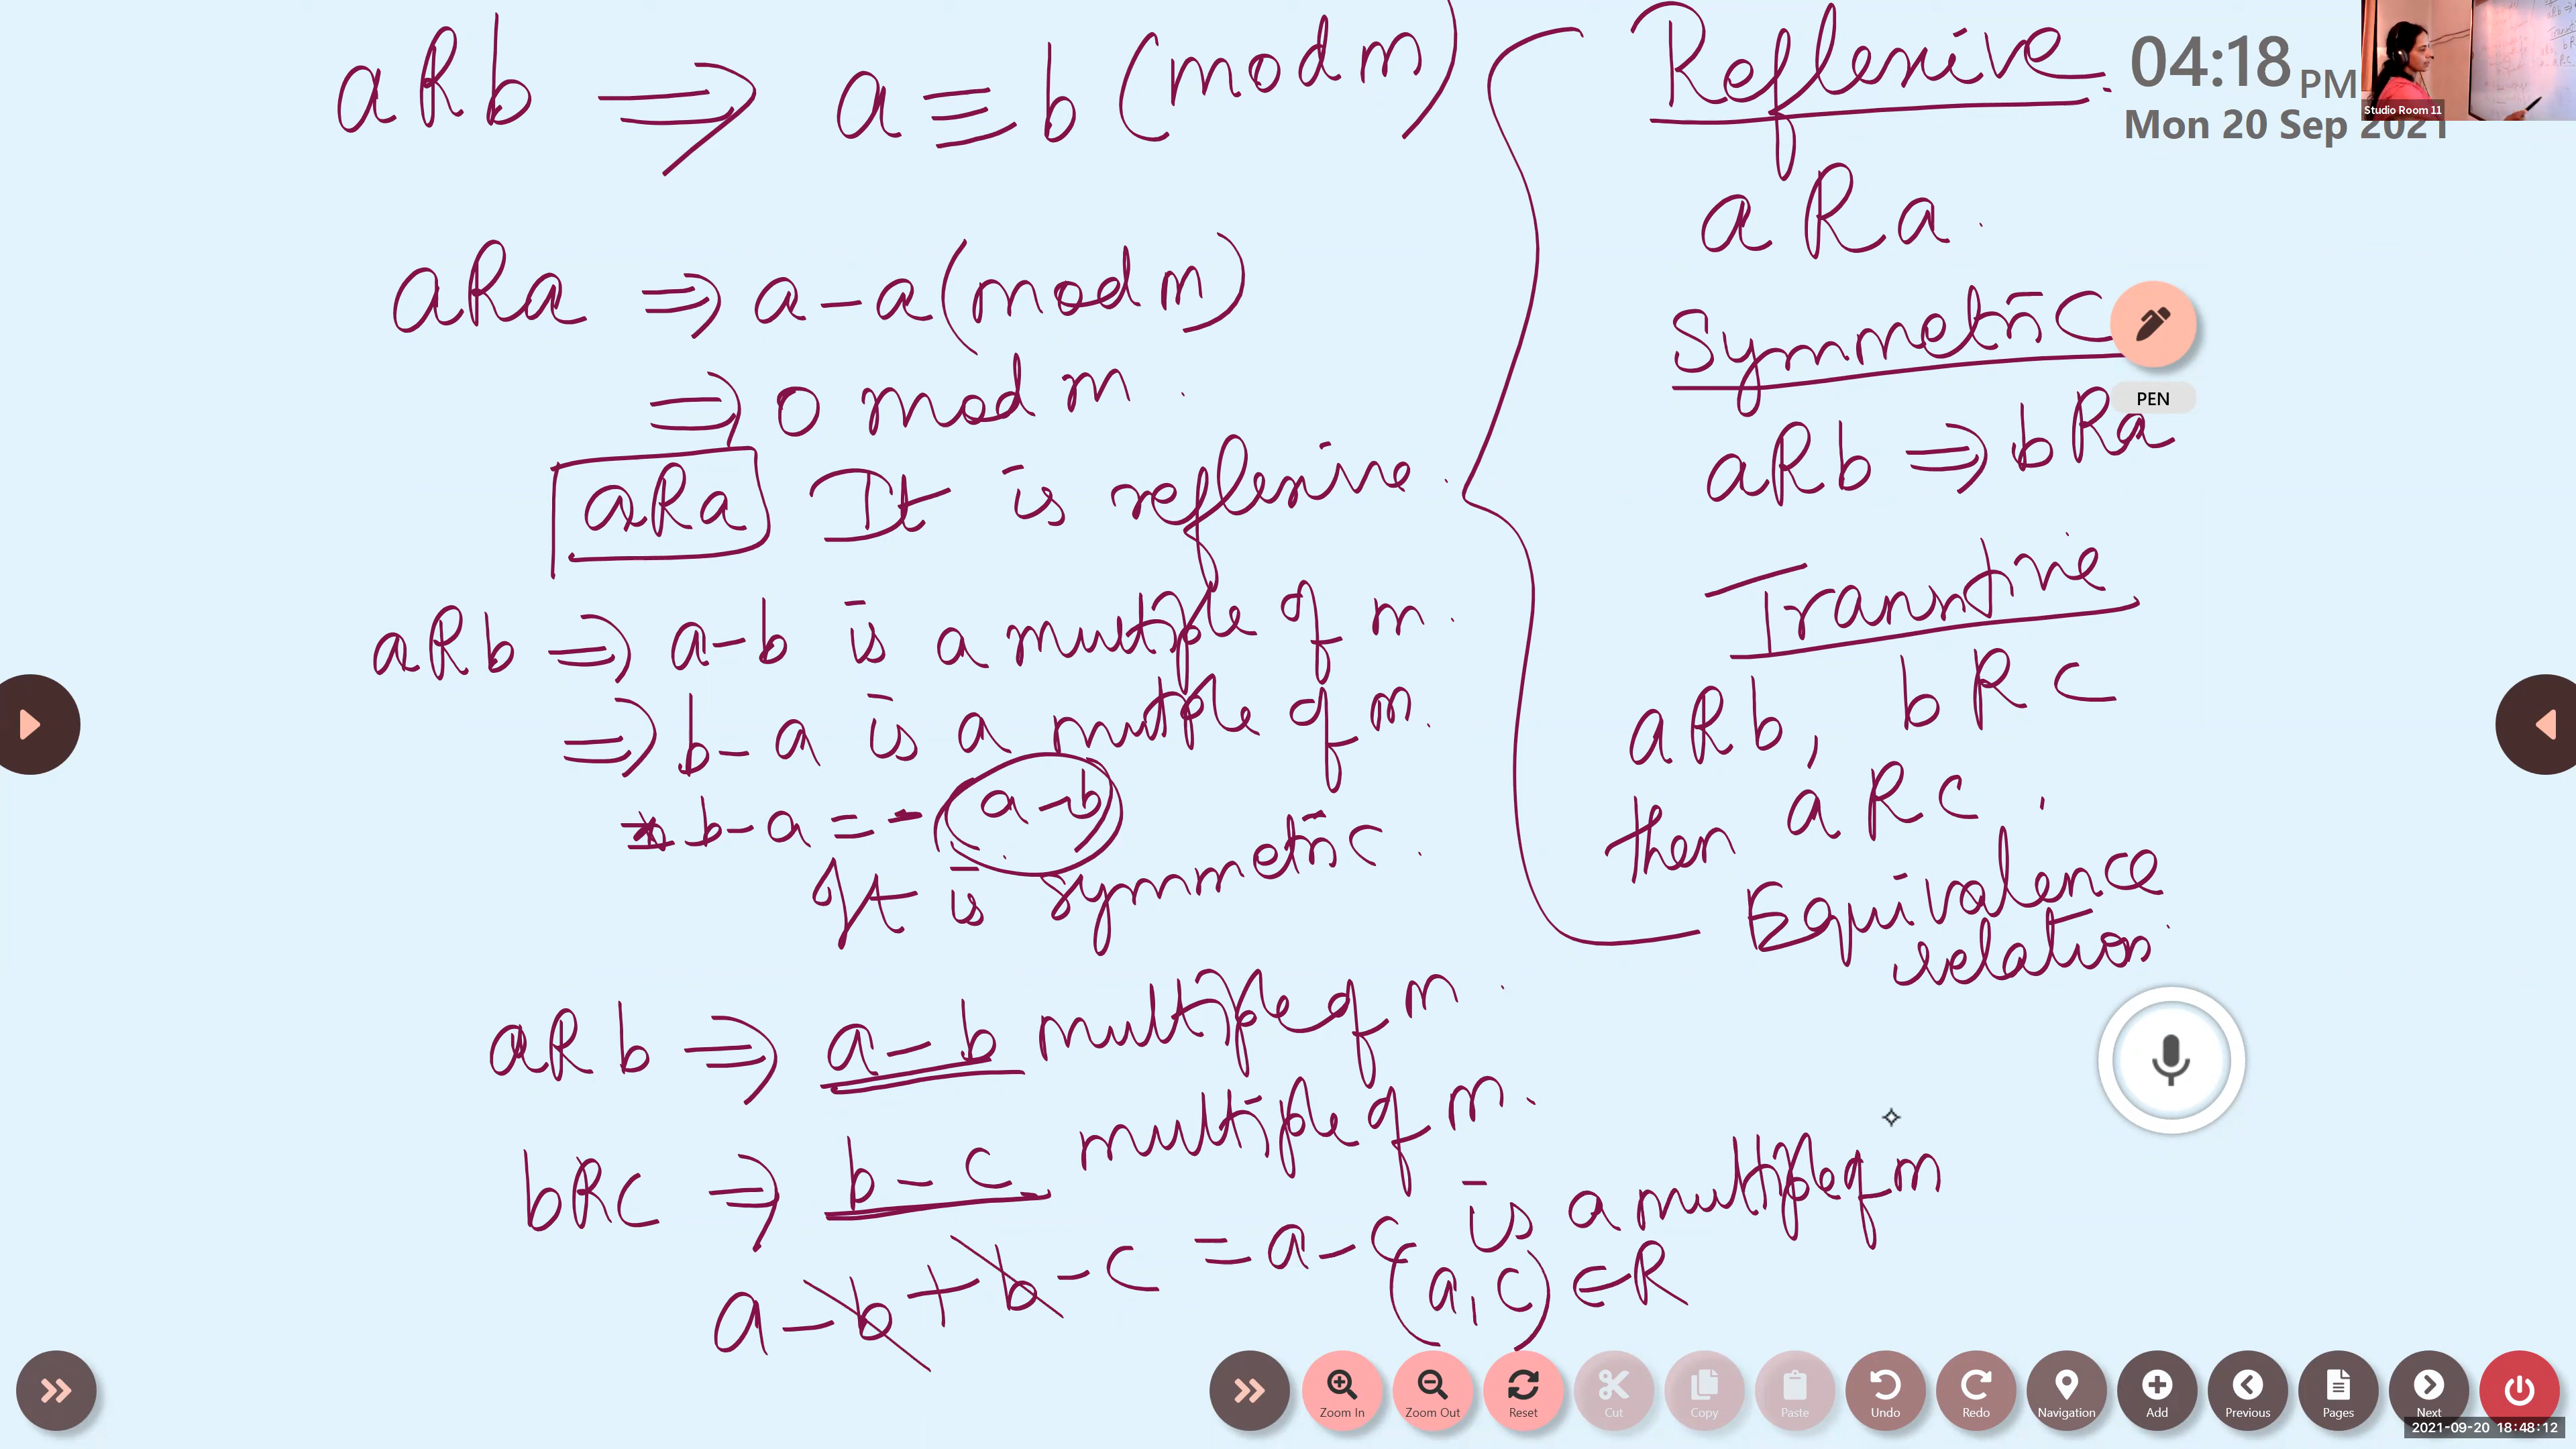 aRb ⟹ a ≡ b (mod m)
aRa ⟹ a - a (mod m)
⟹ 0 mod m.
aRa It is reflexive.
aRb ⟹ a-b is a multiple of m.
⟹ b-a is a mutple of m.
b-a = -(a-b)
It is symmetric.
aRb ⟹ a-b multiple of m.
bRc ⟹ b-c multiple of m.
a-b+b-c = a-c is a multiple of m
(a,c) ∈ R
Reflexive.
aRa.
Symmetric
aRb ⟹ bRa
Transitive
aRb, bRc
then aRc.
Equivalence
relation.
04:18 PM
Mon 20 Sep 2021
Studio Room 11
PEN
Zoom In
Zoom Out
Reset
Cut
Copy
Paste
Undo
Redo
Navigation
Add
Previous
Pages
Next
2021-09-20 18:48:12